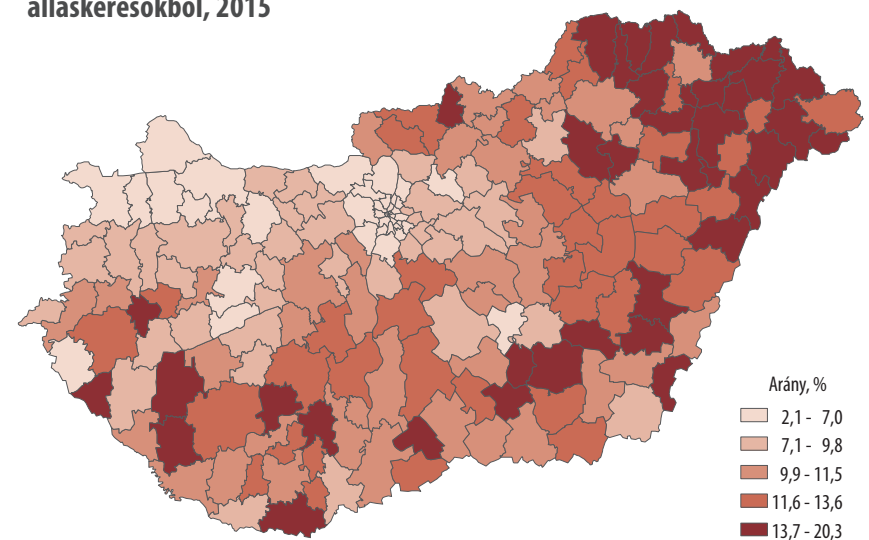 álláskeresőkből, 2015
Arány, %
2,1 - 7,0
7,1 - 9,8
9,9 - 11,5
11,6 - 13,6
13,7 - 20,3